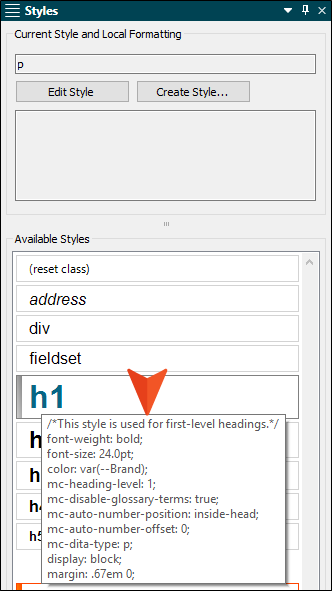 Styles
Current Style and Local Formatting
p
Edit Style
Create Style...
Available Styles
(reset class)
address
div
fieldset
h1
/*This style is used for first-level headings.*/
font-weight: bold;
font-size: 24.0pt;
color: var(--Brand);
mc-heading-level: 1;
mc-disable-glossary-terms: true;
mc-auto-number-position: inside-head;
mc-auto-number-offset: 0;
mc-dita-type: p;
display: block;
margin: .67em 0;